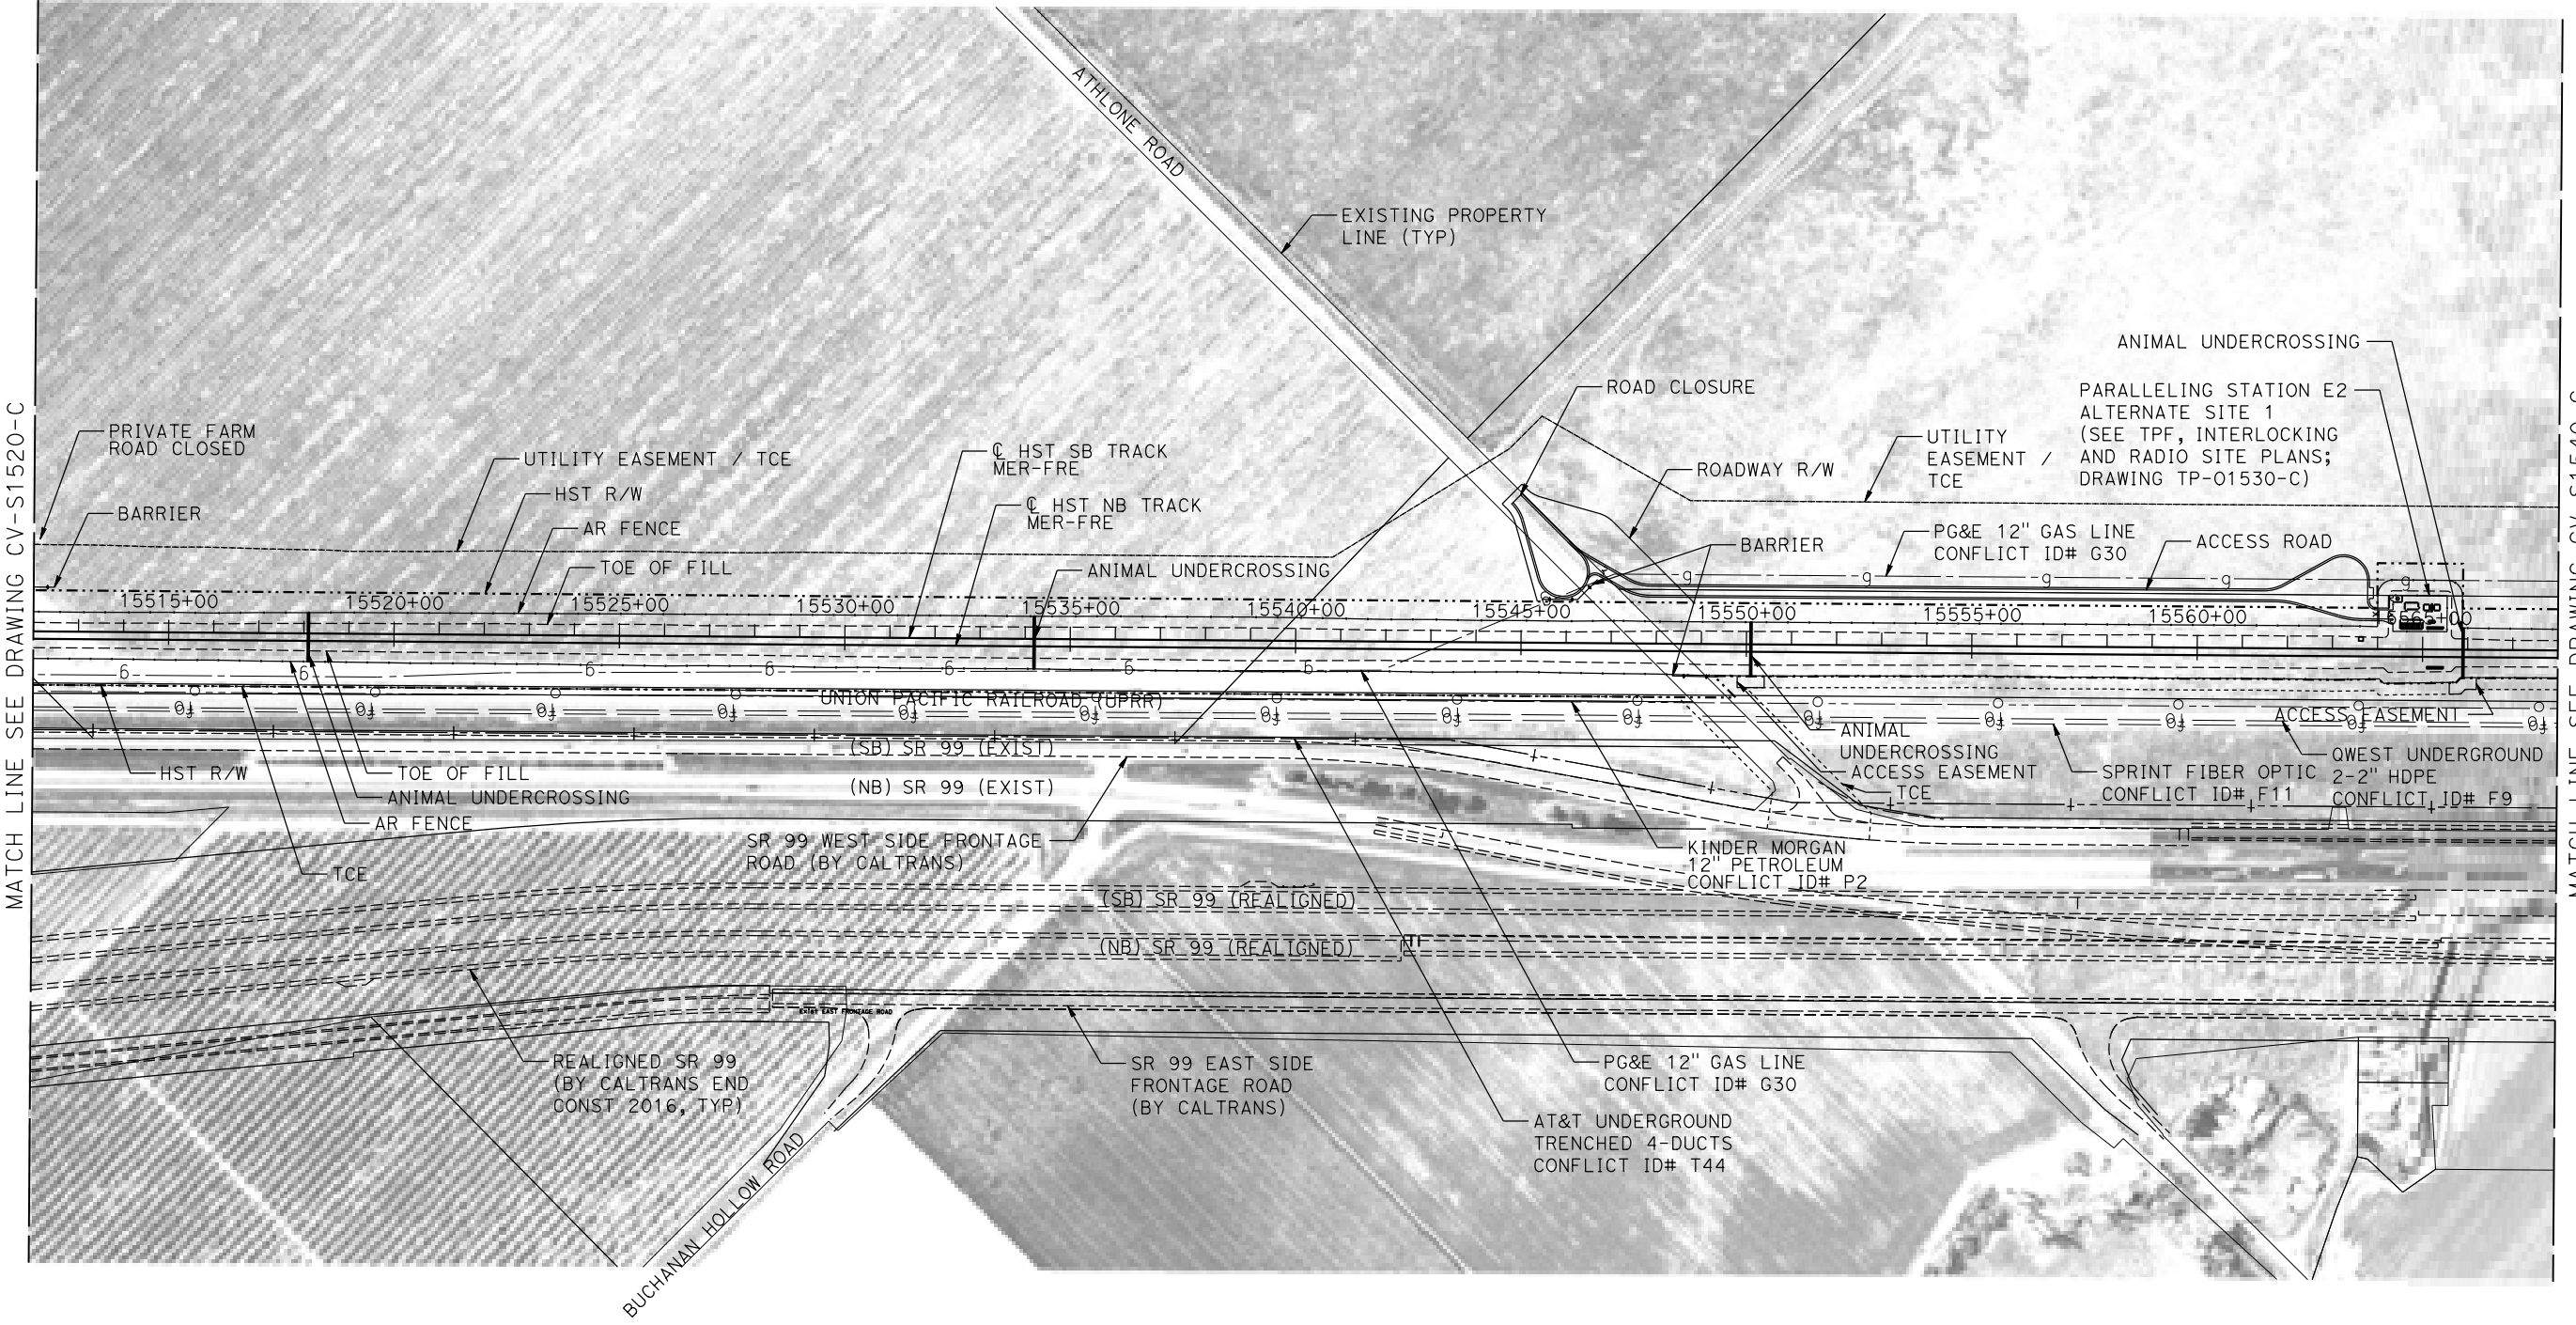 ATHLONE ROAD
EXISTING PROPERTY
LINE (TYP)
ANIMAL UNDERCROSSING
ROAD CLOSURE
PARALLELING STATION E2
ALTERNATE SITE 1
(SEE TPF, INTERLOCKING
AND RADIO SITE PLANS;
DRAWING TP-O1530-C)
MATCH LINE SEE DRAWING CV-S1520-C
PRIVATE FARM
ROAD CLOSED
UTILITY EASEMENT / TCE
℄ HST SB TRACK
MER-FRE
UTILITY
EASEMENT /
TCE
ROADWAY R/W
HST R/W
℄ HST NB TRACK
MER-FRE
BARRIER
AR FENCE
BARRIER
PG&E 12" GAS LINE
CONFLICT ID# G30
ACCESS ROAD
TOE OF FILL
ANIMAL UNDERCROSSING
15515+00
15520+00
15525+00
15530+00
15535+00
15540+00
15545+00
15550+00
15555+00
15560+00
UNION PACIFIC RAILROAD (UPRR)
ACCESS EASEMENT
(SB) SR 99 (EXIST)
ANIMAL
UNDERCROSSING
ACCESS EASEMENT
TCE
QWEST UNDERGROUND
2-2" HDPE
CONFLICT ID# F9
SPRINT FIBER OPTIC
CONFLICT ID# F11
HST R/W
TOE OF FILL
(NB) SR 99 (EXIST)
ANIMAL UNDERCROSSING
AR FENCE
SR 99 WEST SIDE FRONTAGE
ROAD (BY CALTRANS)
KINDER MORGAN
12" PETROLEUM
CONFLICT ID# P2
TCE
(SB) SR 99 (REALIGNED)
(NB) SR 99 (REALIGNED)
Exist EAST FRONTAGE ROAD
REALIGNED SR 99
(BY CALTRANS END
CONST 2016, TYP)
SR 99 EAST SIDE
FRONTAGE ROAD
(BY CALTRANS)
PG&E 12" GAS LINE
CONFLICT ID# G30
AT&T UNDERGROUND
TRENCHED 4-DUCTS
CONFLICT ID# T44
BUCHANAN HOLLOW ROAD